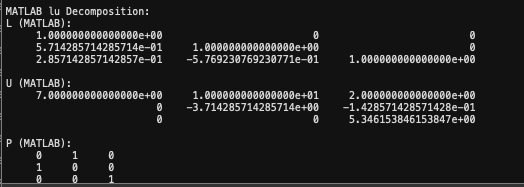 MATLAB lu Decomposition:
L (MATLAB):
1.000000000000000e+00 0 0
5.714285714285714e-01 1.000000000000000e+00 0
2.857142857142857e-01 -5.769230769230771e-01 1.000000000000000e+00
U (MATLAB):
7.000000000000000e+00 1.000000000000000e+01 2.000000000000000e+00
0 -3.714285714285714e+00 -1.428571428571428e-01
0 0 5.346153846153847e+00
P (MATLAB):
0 1 0
1 0 0
0 0 1